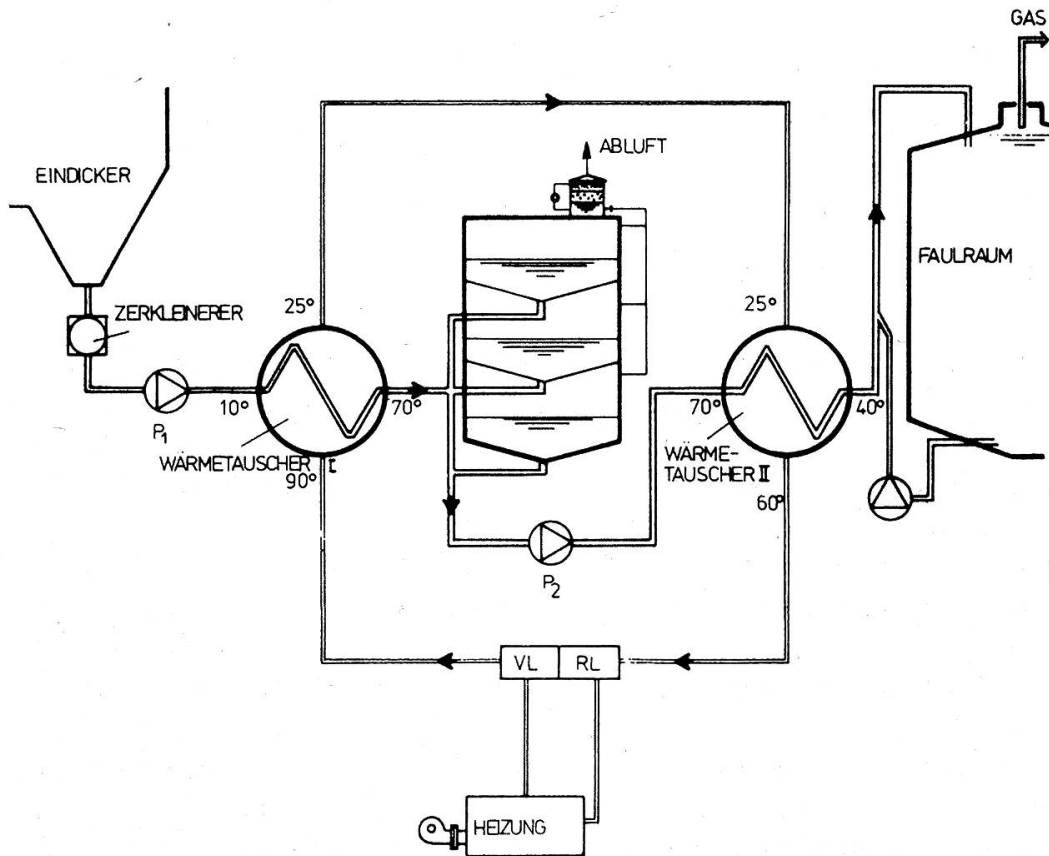 GAS
ABLUFT
EINDICKER
FAULRAUM
ZERKLEINERER
25°
25°
10°
70°
70°
40°
P1
WÄRMETAUSCHER I
90°
WÄRME-
TAUSCHER II
60°
P2
VL
RL
HEIZUNG